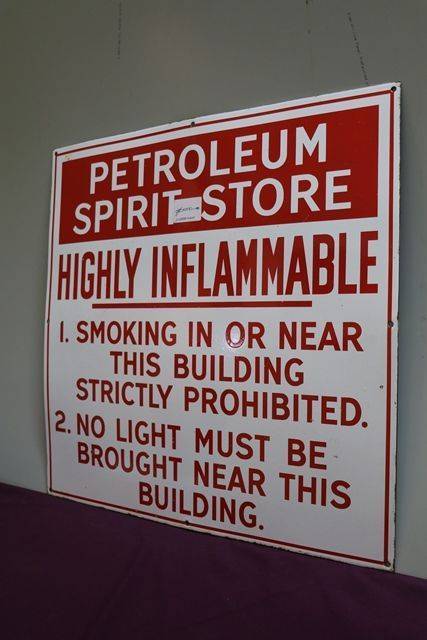 PETROLEUM
SPIRIT STORE
HIGHLY INFLAMMABLE
1. SMOKING IN OR NEAR
THIS BUILDING
STRICTLY PROHIBITED.
2. NO LIGHT MUST BE
BROUGHT NEAR THIS
BUILDING.